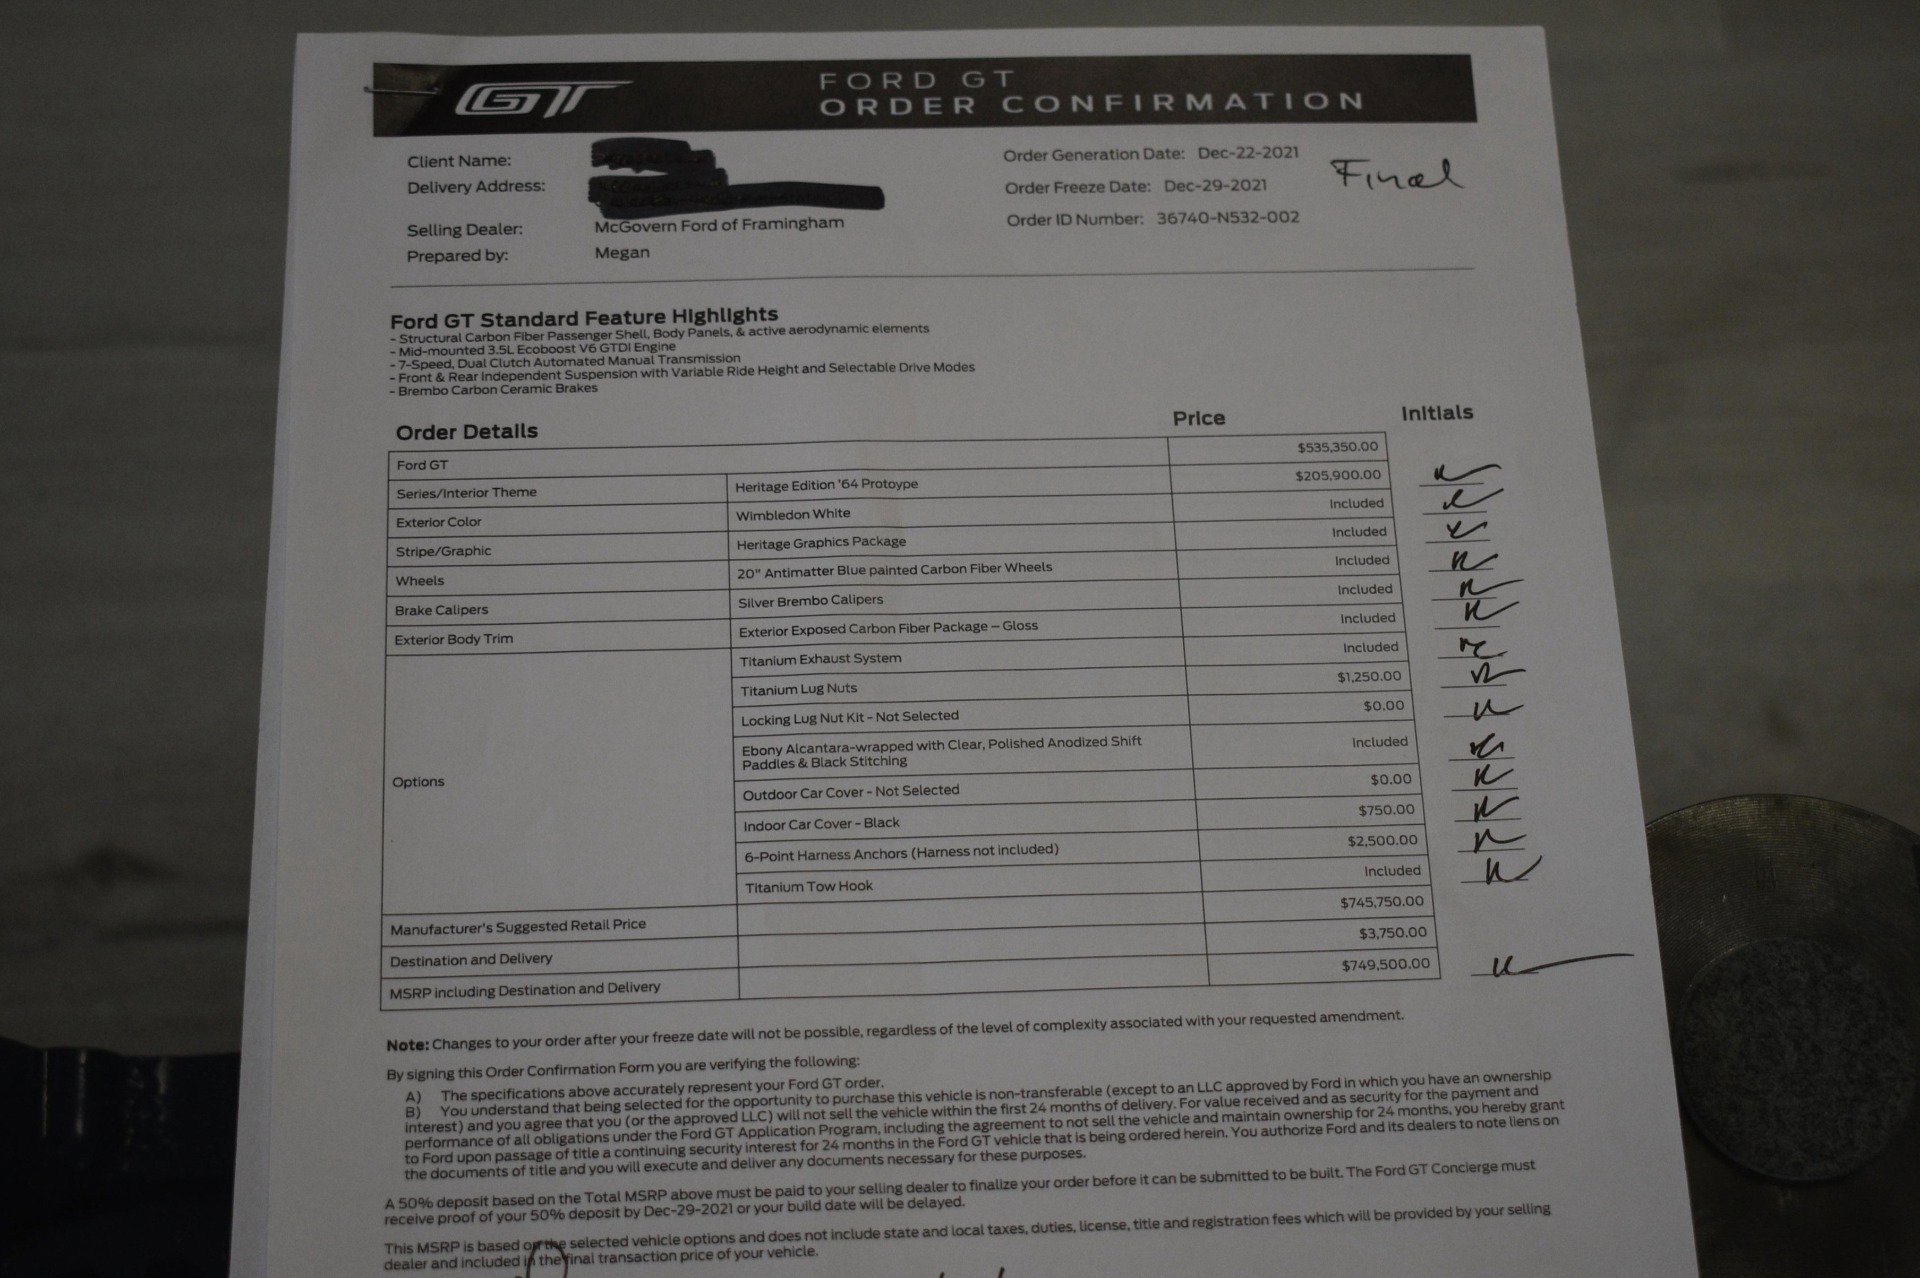 GT
FORD GT
ORDER CONFIRMATION
Client Name:
Delivery Address:
Selling Dealer: McGovern Ford of Framingham
Prepared by: Megan
Order Generation Date: Dec-22-2021
Order Freeze Date: Dec-29-2021
Order ID Number: 36740-N532-002
Final
Ford GT Standard Feature Highlights
- Structural Carbon Fiber Passenger Shell, Body Panels, & active aerodynamic elements
- Mid-mounted 3.5L Ecoboost V6 GTDI Engine
- 7-Speed, Dual Clutch Automated Manual Transmission
- Front & Rear Independent Suspension with Variable Ride Height and Selectable Drive Modes
- Brembo Carbon Ceramic Brakes
Order Details Price Initials
Ford GT $535,350.00
Series/Interior Theme Heritage Edition '64 Protoype $205,900.00
Exterior Color Wimbledon White Included
Stripe/Graphic Heritage Graphics Package Included
Wheels 20" Antimatter Blue painted Carbon Fiber Wheels Included
Brake Calipers Silver Brembo Calipers Included
Exterior Body Trim Exterior Exposed Carbon Fiber Package – Gloss Included
Options
Titanium Exhaust System Included
Titanium Lug Nuts $1,250.00
Locking Lug Nut Kit - Not Selected $0.00
Ebony Alcantara-wrapped with Clear, Polished Anodized Shift Included
Paddles & Black Stitching
Outdoor Car Cover - Not Selected $0.00
Indoor Car Cover - Black $750.00
6-Point Harness Anchors (Harness not included) $2,500.00
Titanium Tow Hook Included
Manufacturer's Suggested Retail Price $745,750.00
Destination and Delivery $3,750.00
MSRP including Destination and Delivery $749,500.00
Note: Changes to your order after your freeze date will not be possible, regardless of the level of complexity associated with your requested amendment.
By signing this Order Confirmation Form you are verifying the following:
A) The specifications above accurately represent your Ford GT order.
B) You understand that being selected for the opportunity to purchase this vehicle is non-transferable (except to an LLC approved by Ford in which you have an ownership
interest) and you agree that you (or the approved LLC) will not sell the vehicle within the first 24 months of delivery. For value received and as security for the payment and
performance of all obligations under the Ford GT Application Program, including the agreement to not sell the vehicle and maintain ownership for 24 months, you hereby grant
to Ford upon passage of title a continuing security interest for 24 months in the Ford GT vehicle that is being ordered herein. You authorize Ford and its dealers to note liens on
the documents of title and you will execute and deliver any documents necessary for these purposes.
A 50% deposit based on the Total MSRP above must be paid to your selling dealer to finalize your order before it can be submitted to be built. The Ford GT Concierge must
receive proof of your 50% deposit by Dec-29-2021 or your build date will be delayed.
This MSRP is based on the selected vehicle options and does not include state and local taxes, duties, license, title and registration fees which will be provided by your selling
dealer and included in the final transaction price of your vehicle.